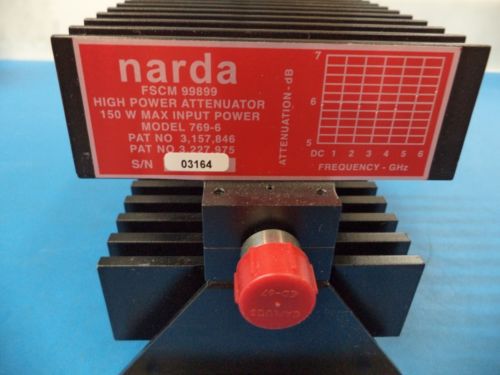 narda
FSCM 99899
HIGH POWER ATTENUATOR
150 W MAX INPUT POWER
MODEL 769-6
PAT NO 3,157,846
PAT NO 3,227,975
S/N 03164
ATTENUATION - dB
7
6
5
DC 1 2 3 4 5 6
FREQUENCY - GHz
CAPLUGS